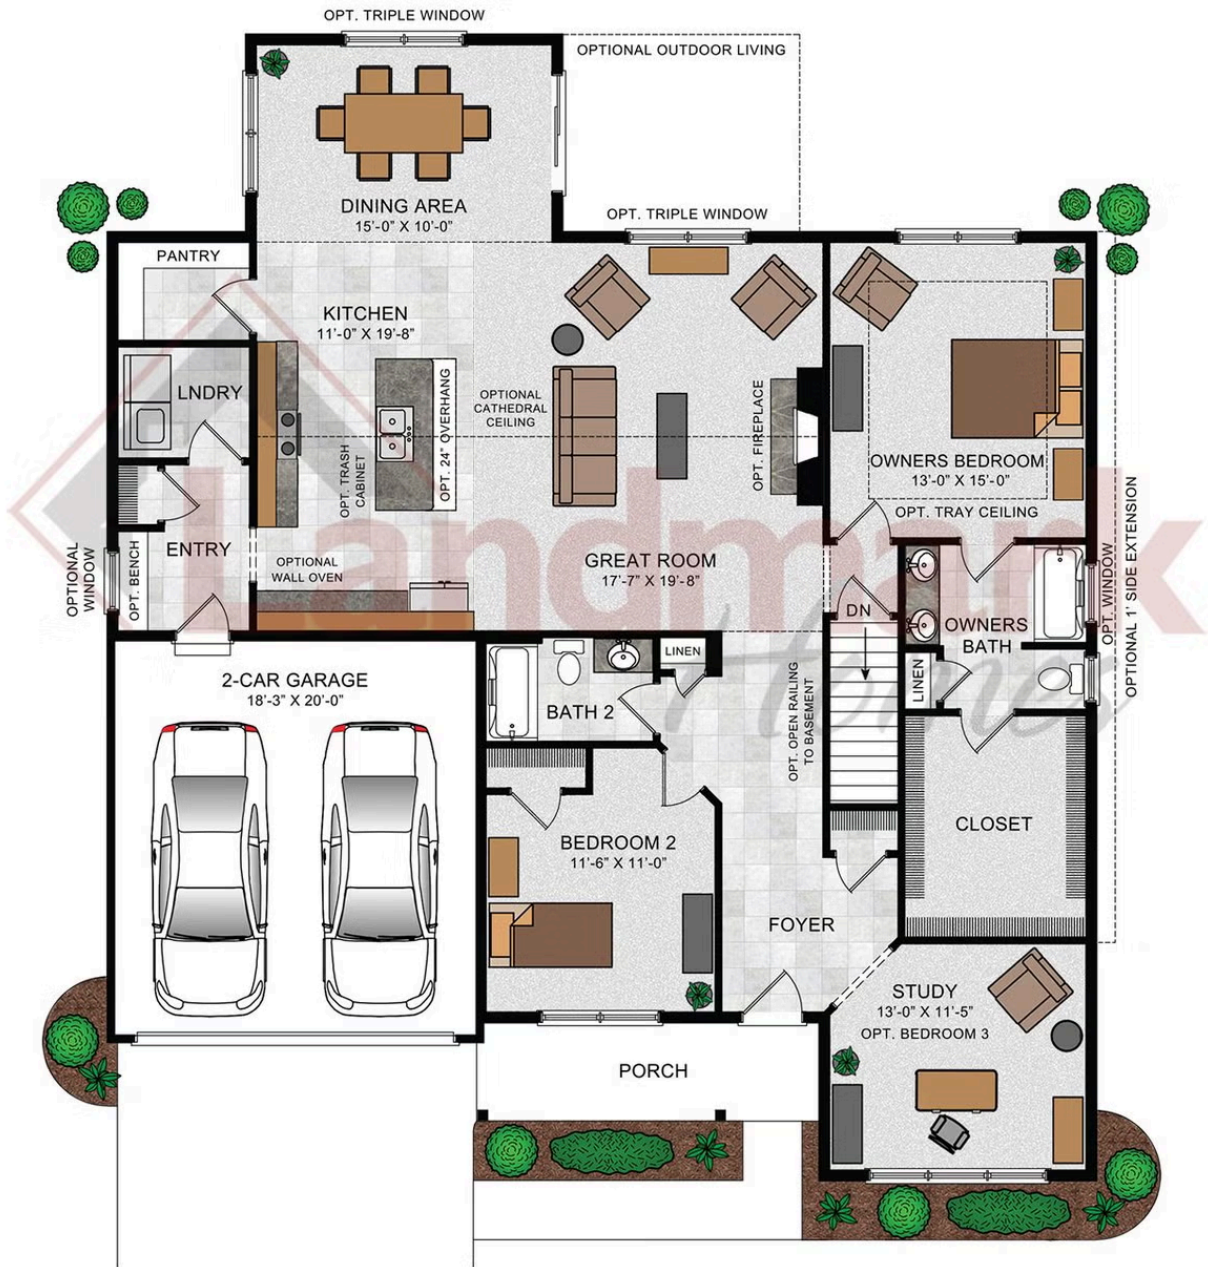 OPT. TRIPLE WINDOW
OPTIONAL OUTDOOR LIVING
DINING AREA
15'-0" X 10'-0"
OPT. TRIPLE WINDOW
PANTRY
KITCHEN
11'-0" X 19'-8"
LNDRY
OPTIONAL
CATHEDRAL
CEILING
OPT. 24" OVERHANG
OPT. TRASH
CABINET
OPT. FIREPLACE
OWNERS BEDROOM
13'-0" X 15'-0"
OPT. TRAY CEILING
OPTIONAL 1' SIDE EXTENSION
ENTRY
OPTIONAL
WINDOW
OPT. BENCH
OPTIONAL
WALL OVEN
GREAT ROOM
17'-7" X 19'-8"
DN
OWNERS
BATH
OPT. WINDOW
LINEN
LINEN
2-CAR GARAGE
18'-3" X 20'-0"
BATH 2
OPT. OPEN RAILING
TO BASEMENT
CLOSET
BEDROOM 2
11'-6" X 11'-0"
FOYER
STUDY
13'-0" X 11'-5"
OPT. BEDROOM 3
PORCH
Landmark
Homes